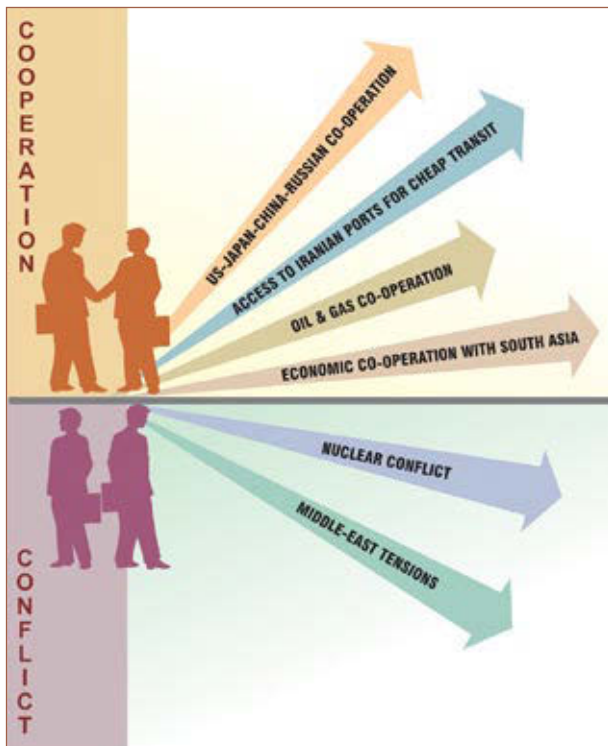 COOPERATION
US-JAPAN-CHINA-RUSSIAN CO-OPERATION
ACCESS TO IRANIAN PORTS FOR CHEAP TRANSIT
OIL & GAS CO-OPERATION
ECONOMIC CO-OPERATION WITH SOUTH ASIA
CONFLICT
NUCLEAR CONFLICT
MIDDLE-EAST TENSIONS